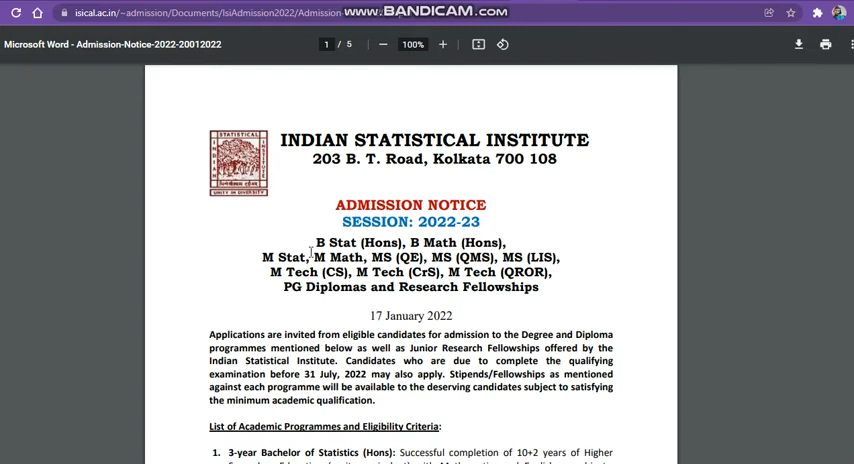 isical.ac.in/~admission/Documents/IsiAdmission2022/Admission-
www.BANDICAM.com
Microsoft Word - Admission-Notice-2022-20012022
1 / 5
100%
STATISTICAL
INDIAN
INSTITUTE
UNITY IN DIVERSITY
INDIAN STATISTICAL INSTITUTE
203 B. T. Road, Kolkata 700 108
ADMISSION NOTICE
SESSION: 2022-23
B Stat (Hons), B Math (Hons),
M Stat, M Math, MS (QE), MS (QMS), MS (LIS),
M Tech (CS), M Tech (CrS), M Tech (QROR),
PG Diplomas and Research Fellowships
17 January 2022
Applications are invited from eligible candidates for admission to the Degree and Diploma
programmes mentioned below as well as Junior Research Fellowships offered by the
Indian Statistical Institute. Candidates who are due to complete the qualifying
examination before 31 July, 2022 may also apply. Stipends/Fellowships as mentioned
against each programme will be available to the deserving candidates subject to satisfying
the minimum academic qualification.
List of Academic Programmes and Eligibility Criteria:
1. 3-year Bachelor of Statistics (Hons): Successful completion of 10+2 years of Higher